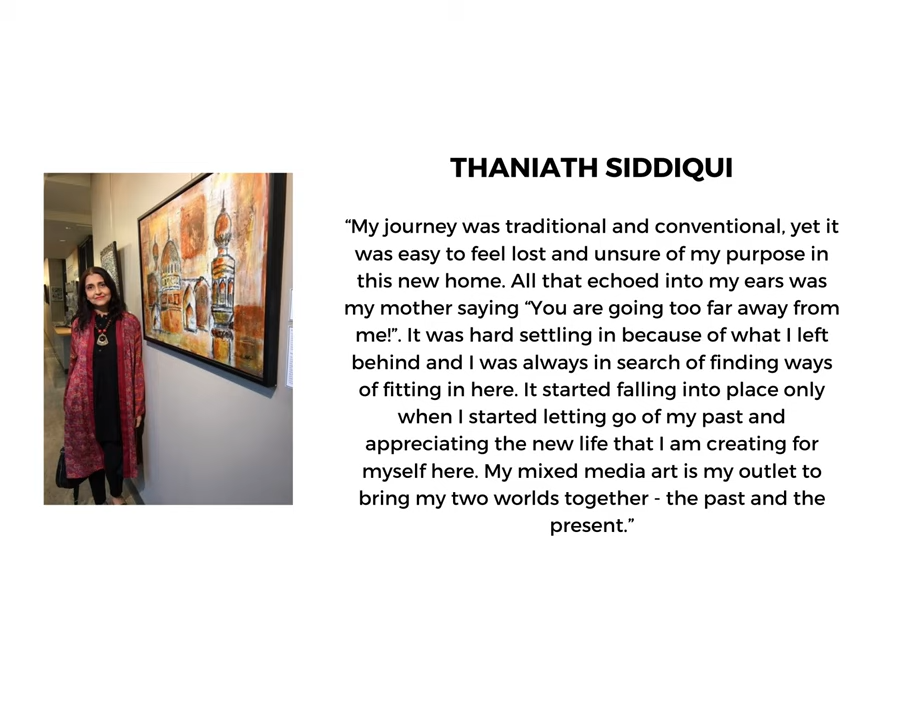 THANIATH SIDDIQUI
“My journey was traditional and conventional, yet it
was easy to feel lost and unsure of my purpose in
this new home. All that echoed into my ears was
my mother saying “You are going too far away from
me!”. It was hard settling in because of what I left
behind and I was always in search of finding ways
of fitting in here. It started falling into place only
when I started letting go of my past and
appreciating the new life that I am creating for
myself here. My mixed media art is my outlet to
bring my two worlds together - the past and the
present.”